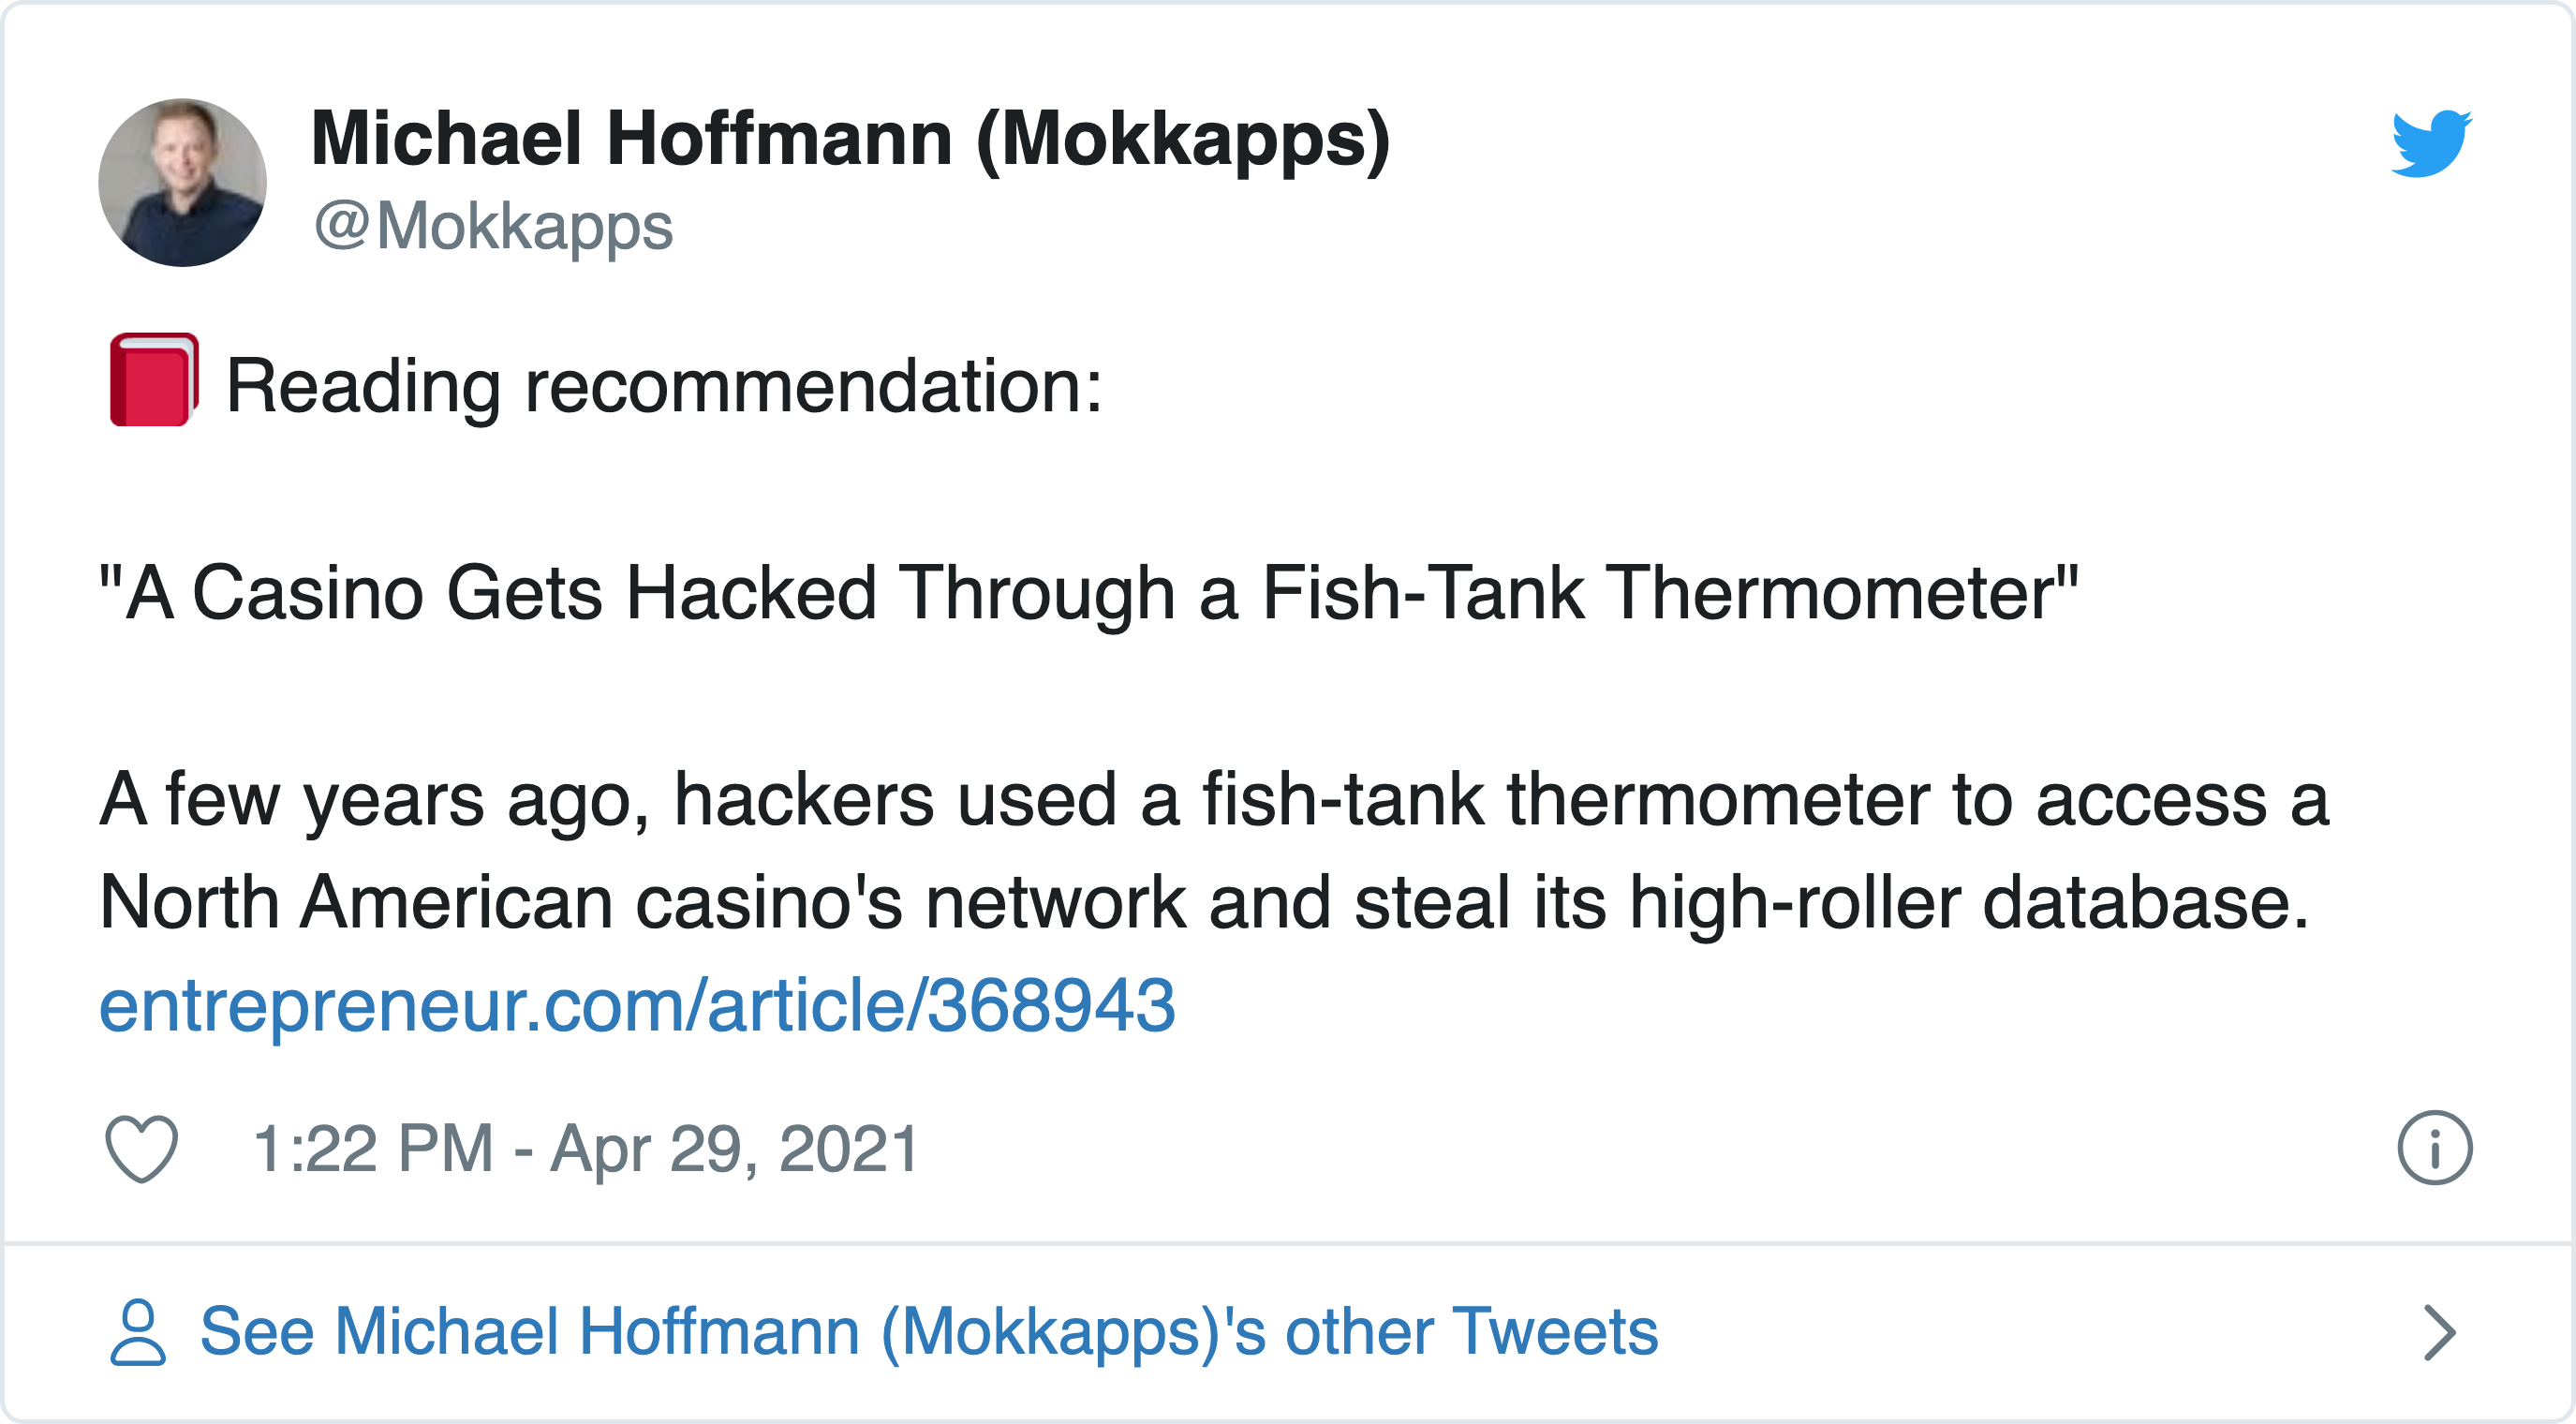 Michael Hoffmann (Mokkapps)
@Mokkapps
📕 Reading recommendation:
"A Casino Gets Hacked Through a Fish-Tank Thermometer"
A few years ago, hackers used a fish-tank thermometer to access a
North American casino's network and steal its high-roller database.
entrepreneur.com/article/368943
1:22 PM - Apr 29, 2021
See Michael Hoffmann (Mokkapps)'s other Tweets